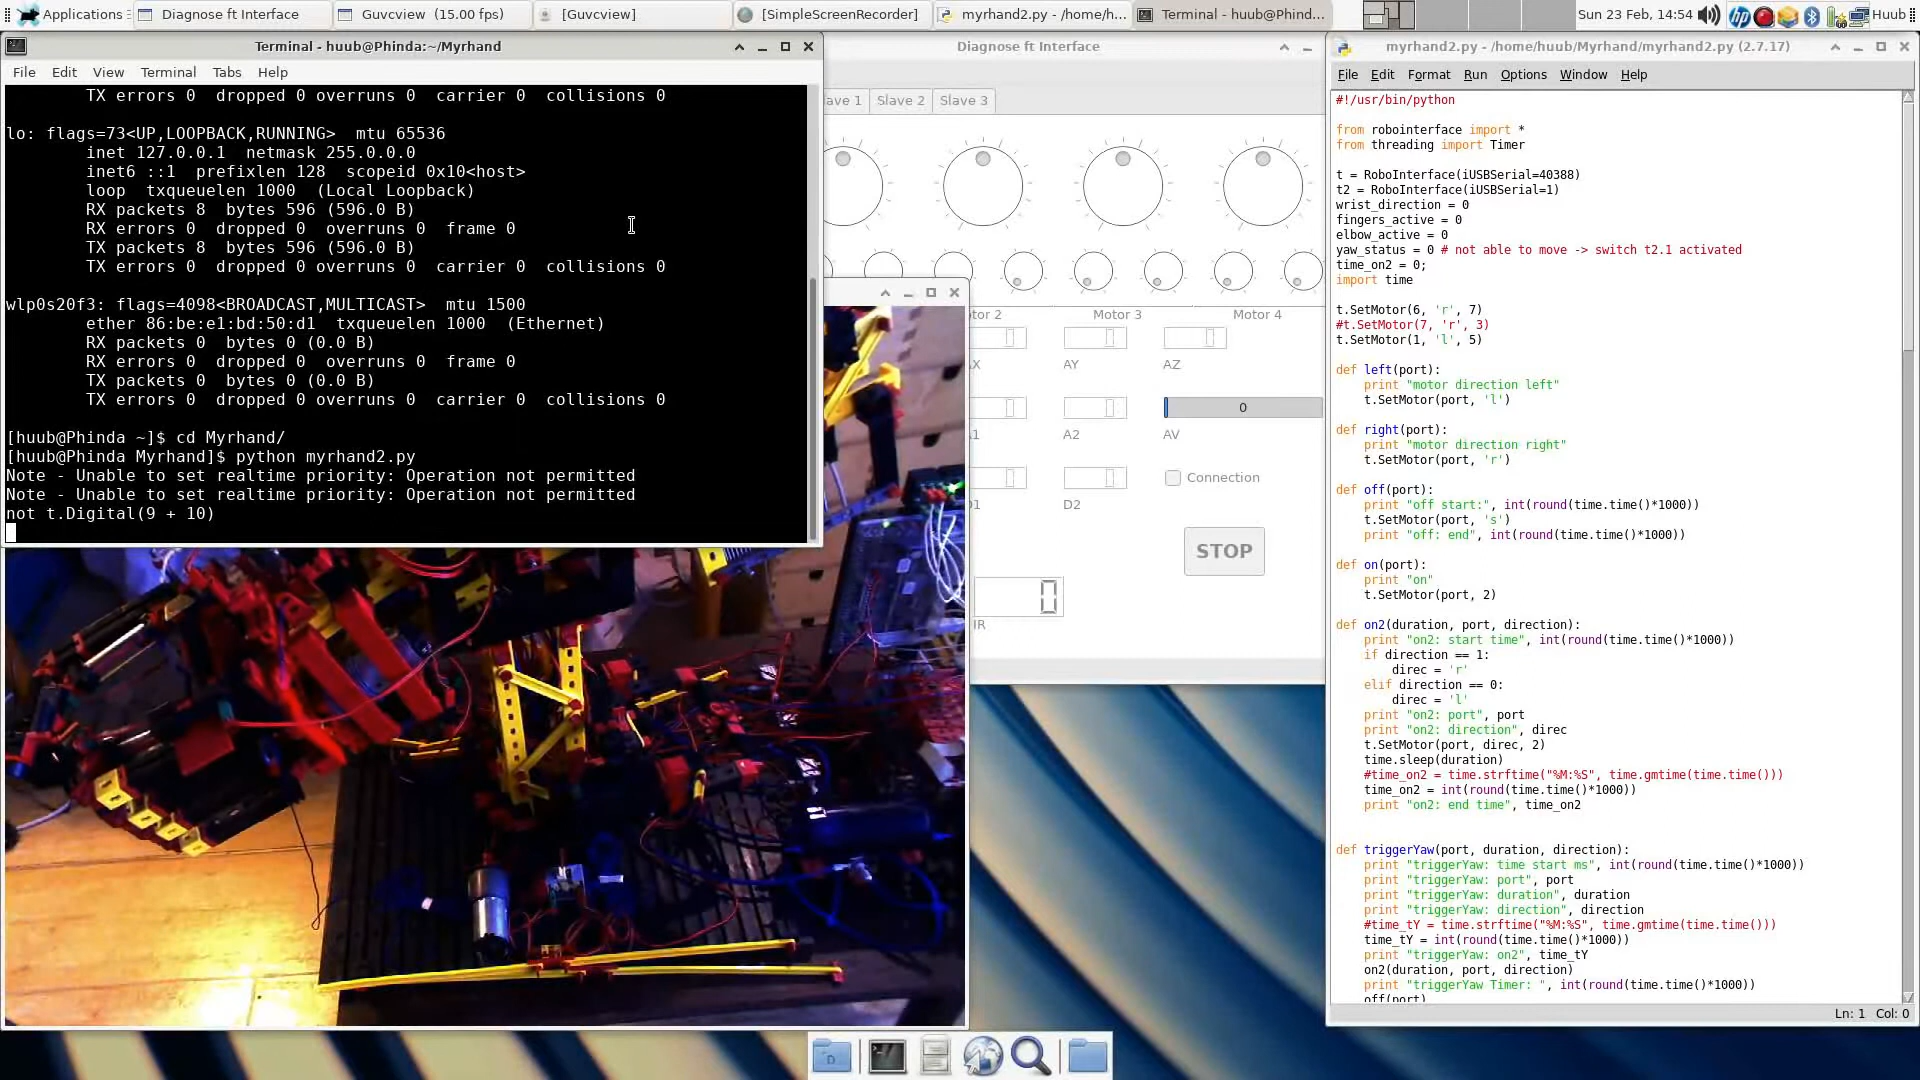 Applications
Diagnose ft Interface
Guvcview  (15.00 fps)
[Guvcview]
[SimpleScreenRecorder]
myrhand2.py - /home/h...
Terminal - huub@Phind...
Sun 23 Feb, 14:54
Huub
Terminal - huub@Phinda:~/Myrhand
File Edit View Terminal Tabs Help
TX errors 0  dropped 0 overruns 0  carrier 0  collisions 0
lo: flags=73<UP,LOOPBACK,RUNNING>  mtu 65536
inet 127.0.0.1  netmask 255.0.0.0
inet6 ::1  prefixlen 128  scopeid 0x10<host>
loop  txqueuelen 1000  (Local Loopback)
RX packets 8  bytes 596 (596.0 B)
RX errors 0  dropped 0  overruns 0  frame 0
TX packets 8  bytes 596 (596.0 B)
TX errors 0  dropped 0 overruns 0  carrier 0  collisions 0
wlp0s20f3: flags=4098<BROADCAST,MULTICAST>  mtu 1500
ether 86:be:e1:bd:50:d1  txqueuelen 1000  (Ethernet)
RX packets 0  bytes 0 (0.0 B)
RX errors 0  dropped 0  overruns 0  frame 0
TX packets 0  bytes 0 (0.0 B)
TX errors 0  dropped 0 overruns 0  carrier 0  collisions 0
[huub@Phinda ~]$ cd Myrhand/
[huub@Phinda Myrhand]$ python myrhand2.py
Note - Unable to set realtime priority: Operation not permitted
Note - Unable to set realtime priority: Operation not permitted
not t.Digital(9 + 10)
Diagnose ft Interface
ave 1 Slave 2 Slave 3
tor 2 Motor 3 Motor 4
AX AY AZ
0
A1 A2 AV
Connection
D1 D2
STOP
0
IR
myrhand2.py - /home/huub/Myrhand/myrhand2.py (2.7.17)
File Edit Format Run Options Window Help
#!/usr/bin/python
from robointerface import *
from threading import Timer
t = RoboInterface(iUSBSerial=40388)
t2 = RoboInterface(iUSBSerial=1)
wrist_direction = 0
fingers_active = 0
elbow_active = 0
yaw_status = 0 # not able to move -> switch t2.1 activated
time_on2 = 0;
import time
t.SetMotor(6, 'r', 7)
#t.SetMotor(7, 'r', 3)
t.SetMotor(1, 'l', 5)
def left(port):
print "motor direction left"
t.SetMotor(port, 'l')
def right(port):
print "motor direction right"
t.SetMotor(port, 'r')
def off(port):
print "off start:", int(round(time.time()*1000))
t.SetMotor(port, 's')
print "off: end", int(round(time.time()*1000))
def on(port):
print "on"
t.SetMotor(port, 2)
def on2(duration, port, direction):
print "on2: start time", int(round(time.time()*1000))
if direction == 1:
direc = 'r'
elif direction == 0:
direc = 'l'
print "on2: port", port
print "on2: direction", direc
t.SetMotor(port, direc, 2)
time.sleep(duration)
#time_on2 = time.strftime("%M:%S", time.gmtime(time.time()))
time_on2 = int(round(time.time()*1000))
print "on2: end time", time_on2
def triggerYaw(port, duration, direction):
print "triggerYaw: time start ms", int(round(time.time()*1000))
print "triggerYaw: port", port
print "triggerYaw: duration", duration
print "triggerYaw: direction", direction
#time_tY = time.strftime("%M:%S", time.gmtime(time.time()))
time_tY = int(round(time.time()*1000))
print "triggerYaw: on2", time_tY
on2(duration, port, direction)
print "triggerYaw Timer: ", int(round(time.time()*1000))
off(port)
Ln: 1 Col: 0